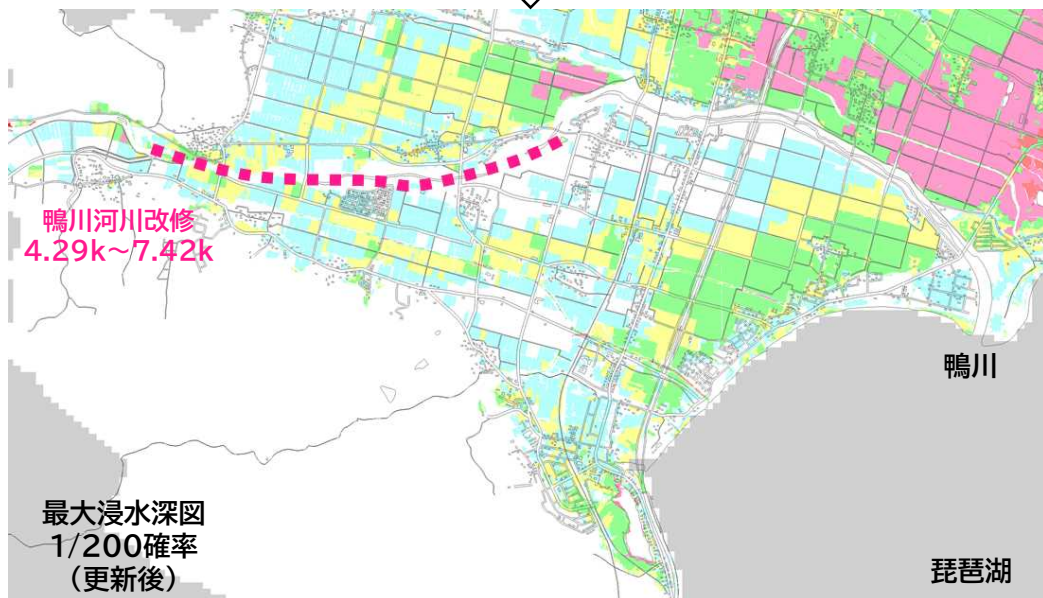 鴨川河川改修
4.29k～7.42k
鴨川
最大浸水深図
1/200確率
（更新後）
琵琶湖